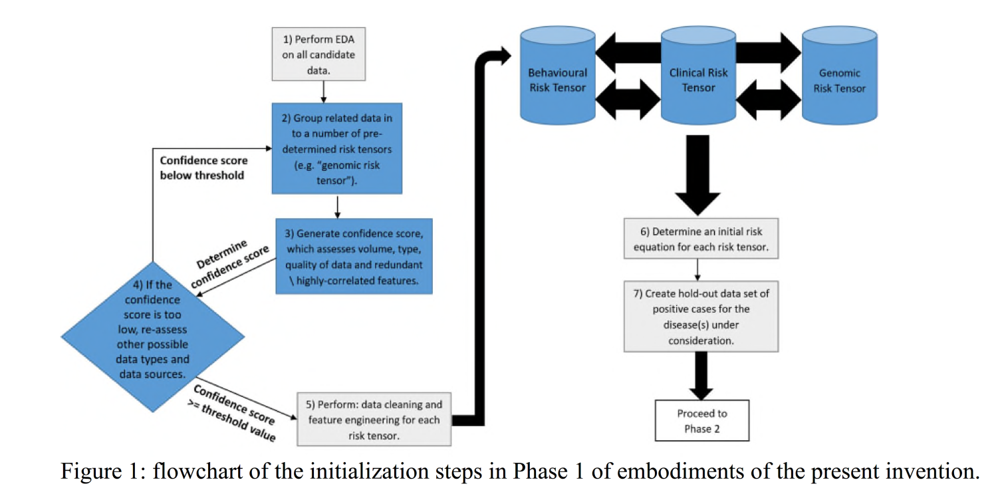 1) Perform EDA
on all candidate
data.
2) Group related data in
to a number of pre-
determined risk tensors
(e.g. “genomic risk
tensor”).
Confidence score
below threshold
3) Generate confidence score,
which assesses volume, type,
quality of data and redundant
\ highly-correlated features.
Determine
confidence score
4) If the
confidence
score is too
low, re-assess
other possible
data types and
data sources.
Confidence score
>= threshold value
5) Perform: data cleaning and
feature engineering for each
risk tensor.
Behavioural
Risk Tensor
Clinical Risk
Tensor
Genomic
Risk Tensor
6) Determine an initial risk
equation for each risk tensor.
7) Create hold-out data set of
positive cases for the
disease(s) under
consideration.
Proceed to
Phase 2
Figure 1: flowchart of the initialization steps in Phase 1 of embodiments of the present invention.